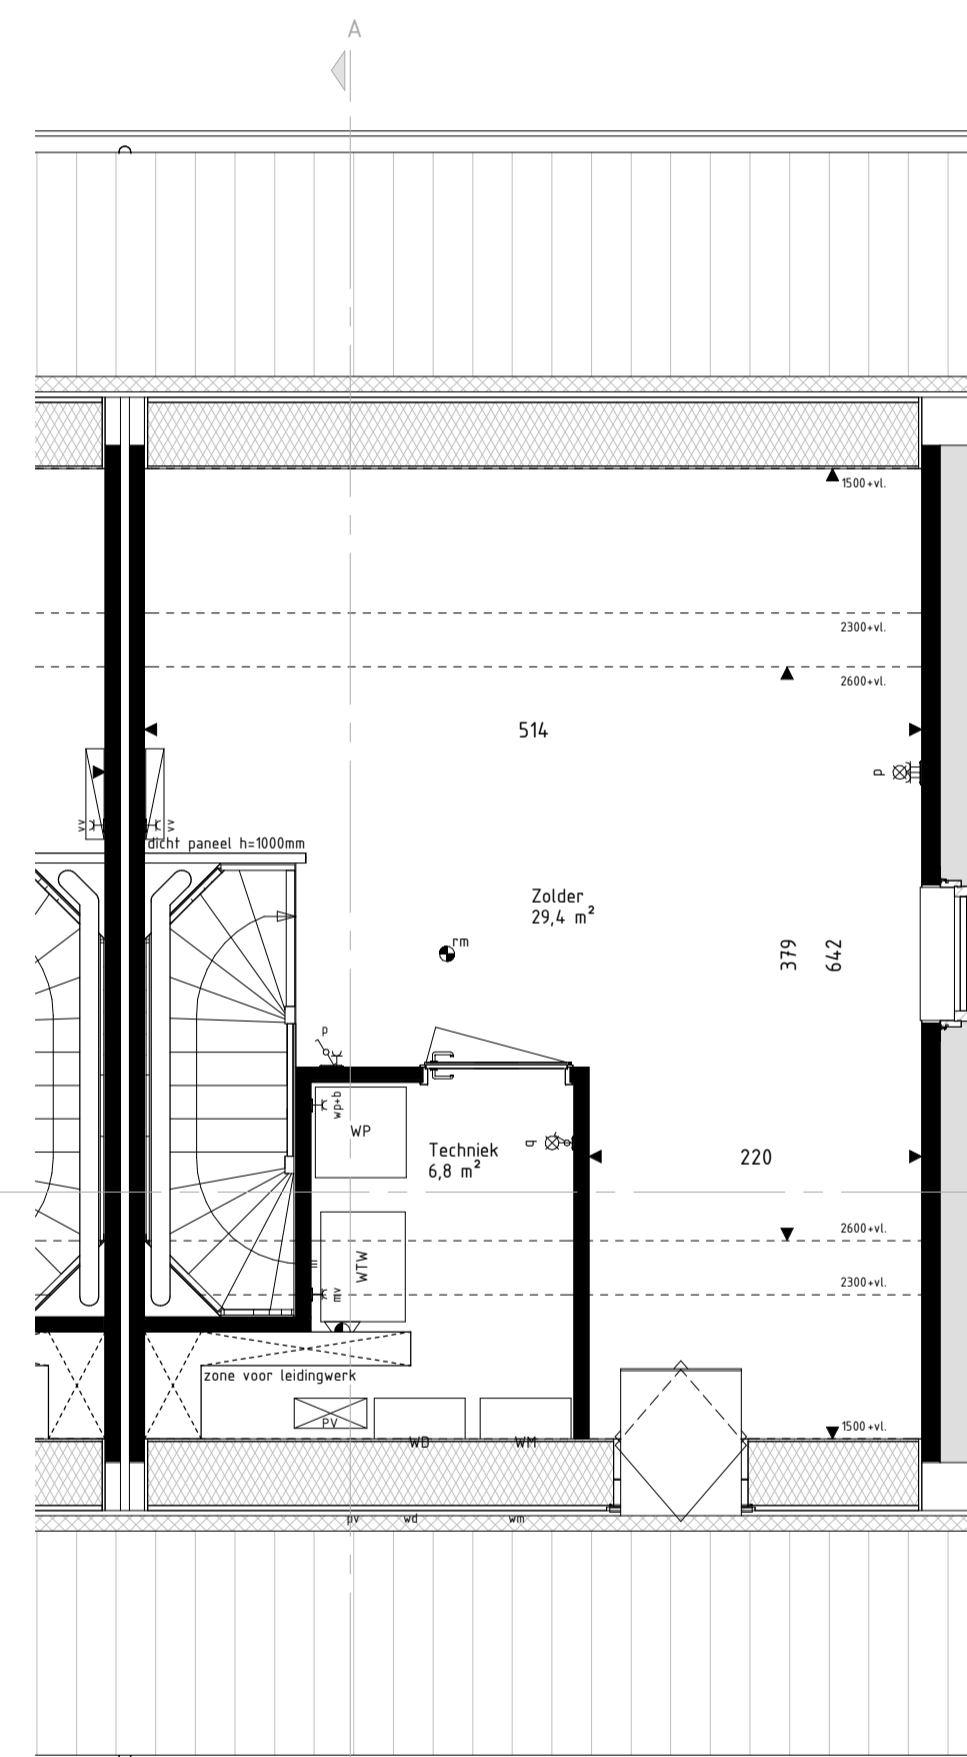 A
1500+vl.
2300+vl.
2600+vl.
514
p
vv
vv
dicht paneel h=1000mm
Zolder
29,4 m²
rm
379
642
p
wp+b
WP
Techniek
6,8 m²
q
220
2600+vl.
WTW
mv
2300+vl.
zone voor leidingwerk
PV
WD
WM
1500+vl.
pv
wd
wm